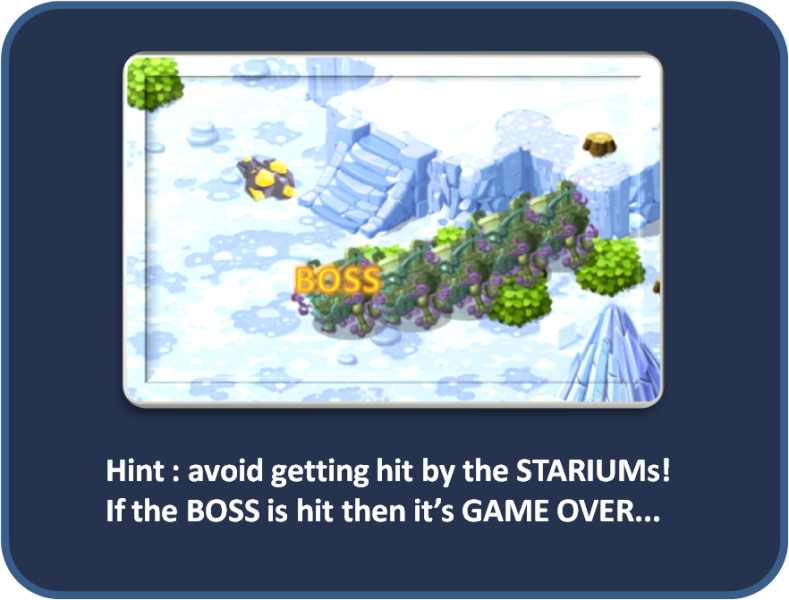 BOSS
Hint : avoid getting hit by the STARIUMs!
If the BOSS is hit then it’s GAME OVER...